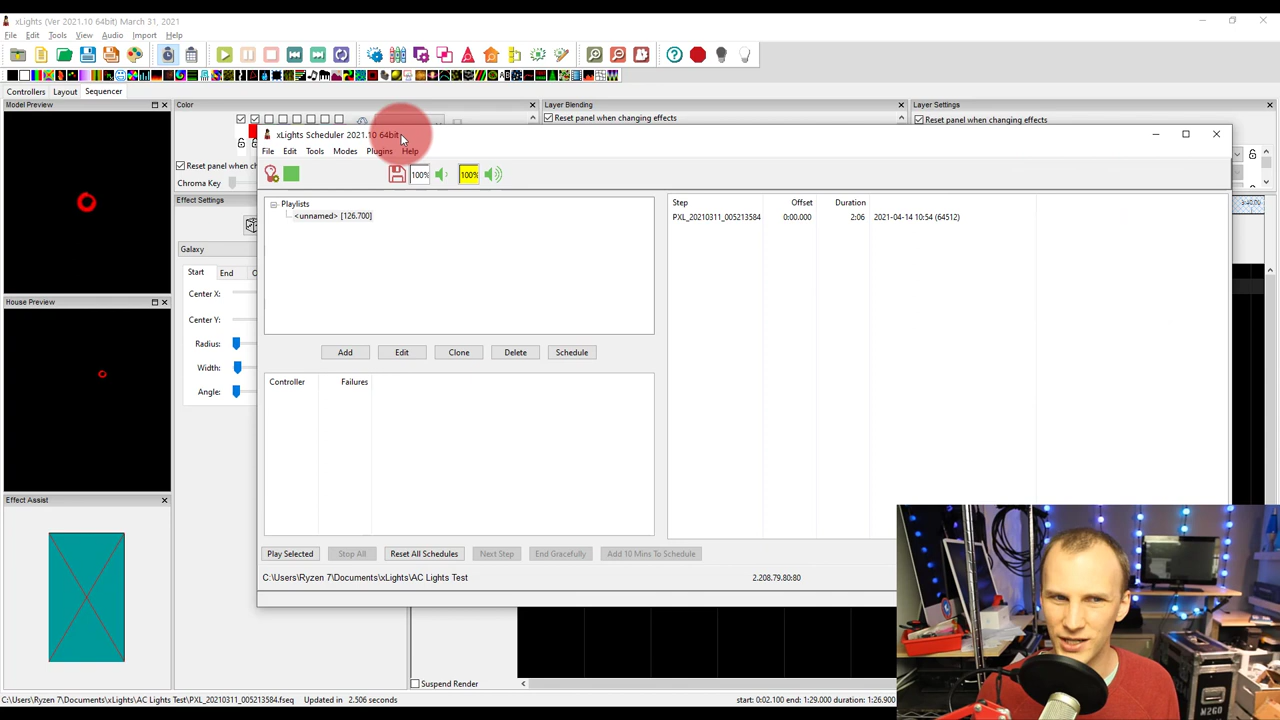 xLights (Ver 2021.10 64bit) March 31, 2021
File Edit Tools View Audio Import Help
Controllers Layout Sequencer
Model Preview
Color
Layer Blending
Layer Settings
Reset panel when changing effects
Reset panel when changing effects
xLights Scheduler 2021.10 64bit
File Edit Tools Modes Plugins Help
Reset panel when chang
Chroma Key
100%
100%
Effect Settings
Playlists
<unnamed> [126.700]
Step Offset Duration
PXL_20210311_005213584 0:00.000 2:06 2021-04-14 10:54 (64512)
3:40.00
Galaxy
Start End O
Center X:
House Preview
Center Y:
Radius:
Width:
Angle:
Add Edit Clone Delete Schedule
Controller Failures
Effect Assist
Play Selected Stop All Reset All Schedules Next Step End Gracefully Add 10 Mins To Schedule
C:\Users\Ryzen 7\Documents\xLights\AC Lights Test
2.208.79.80:80
Suspend Render
C:\Users\Ryzen 7\Documents\xLights\AC Lights Test\PXL_20210311_005213584.fseq Updated in 2.506 seconds
start: 0:02.100 end: 1:29.000 duration: 1:26.900